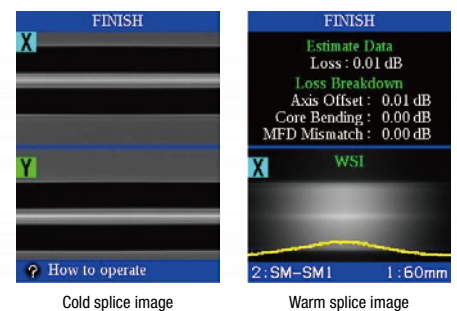 FINISH
X
Y
? How to operate
Cold splice image
FINISH
Estimate Data
Loss : 0.01 dB
Loss Breakdown
Axis Offset : 0.01 dB
Core Bending : 0.00 dB
MFD Mismatch : 0.00 dB
X
WSI
2:SM-SM1 1:60mm
Warm splice image